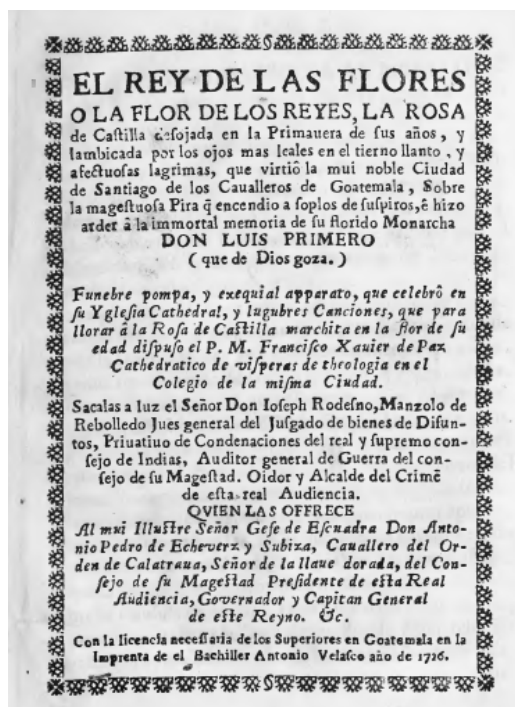 EL REY DE LAS FLORES
O LA FLOR DE LOS REYES, LA ROSA
de Caſtilla deſojada en la Primauera de ſus años, y
lambicada por los ojos mas leales en el tierno llanto, y
afectuoſas lagrimas, que virtiô la mui noble Ciudad
de Santiago de los Caualleros de Goatemala, Sobre
la mageſtuoſa Pira q̃ encendio a ſoplos de ſuſpiros,ê hizo
arder â la immortal memoria de ſu florido Monarcha
DON LUIS PRIMERO
( que de Dios goza. )
Funebre pompa, y exequial apparato, que celebrô en
ſu Ygleſia Cathedral, y lugubres Canciones, que para
llorar â la Roſa de Caſtilla marchita en la flor de ſu
edad diſpuſo el P. M. Franciſco Xauier de Paz
Cathedratico de viſperas de theologia en el
Colegio de la miſma Ciudad.
Sacalas a luz el Señor Don Ioſeph Rodeſno, Manzolo de
Rebolledo Jues general del Juſgado de bienes de Difun-
tos, Priuatiuo de Condenaciones del real y ſupremo con-
ſejo de Indias, Auditor general de Guerra del con-
ſejo de ſu Mageſtad. Oidor y Alcalde del Crimẽ
de eſta real Audiencia.
QVIEN LAS OFFRECE
Al mui Illuſtre Señor Gefe de Eſcuadra Don Anto-
nio Pedro de Echeverz y Subiza, Cauallero del Or-
den de Calatraua, Señor de la llaue dorada, del Con-
ſejo de ſu Mageſtad Preſidente de eſta Real
Audiencia, Governador y Capitan General
de eſte Reyno. &c.
Con la licencia neceſſaria de los Superiores en Goatemala en la
Imprenta de el Bachiller Antonio Velaſco año de 1726.